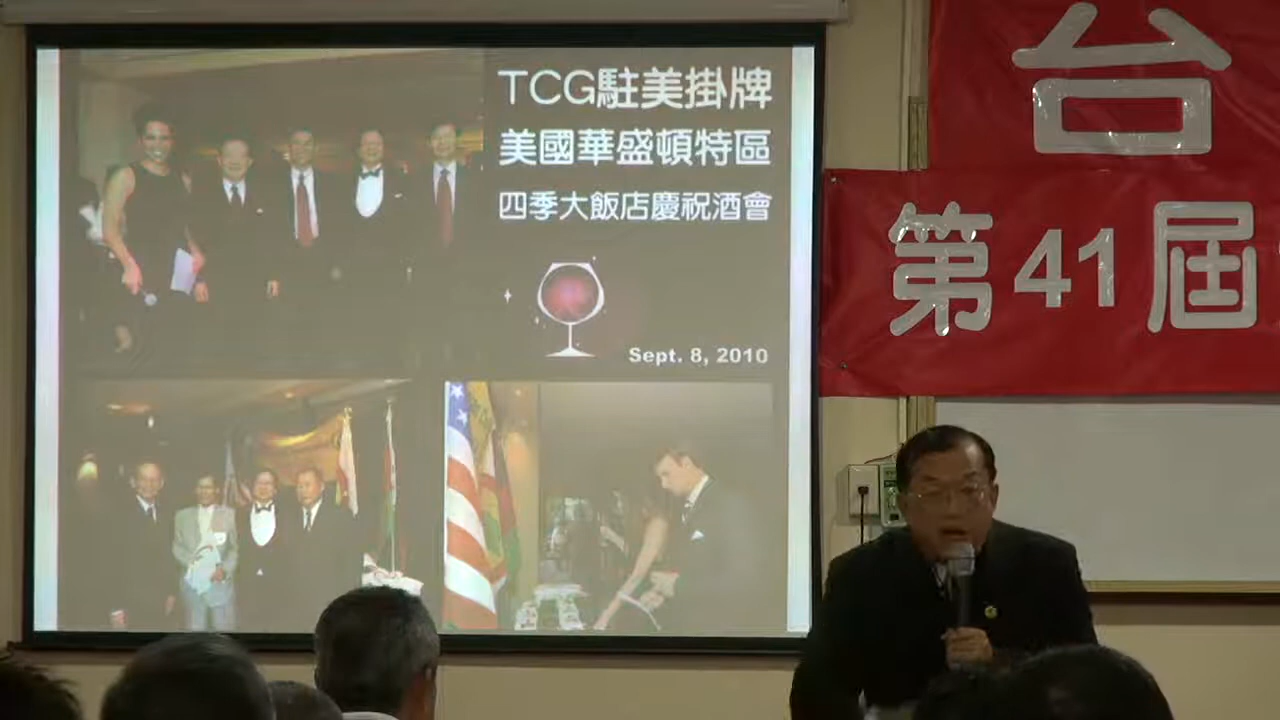 TCG駐美掛牌
美國華盛頓特區
四季大飯店慶祝酒會
Sept. 8, 2010
台
第41屆